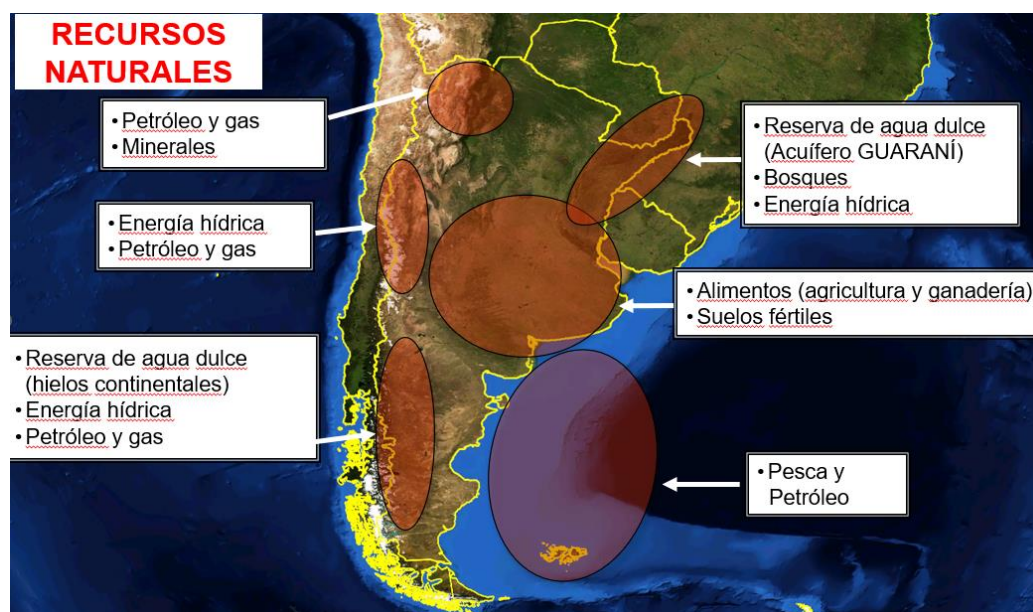 RECURSOS
NATURALES
• Petróleo y gas
• Minerales
• Reserva de agua dulce
(Acuífero GUARANÍ)
• Bosques
• Energía hídrica
• Energía hídrica
• Petróleo y gas
• Alimentos (agricultura y ganadería)
• Suelos fértiles
• Reserva de agua dulce
(hielos continentales)
• Energía hídrica
• Petróleo y gas
• Pesca y
Petróleo